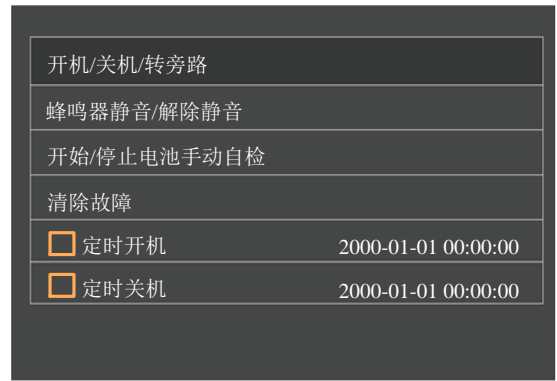 开机/关机/转旁路
蜂鸣器静音/解除静音
开始/停止电池手动自检
清除故障
定时开机 2000-01-01 00:00:00
定时关机 2000-01-01 00:00:00